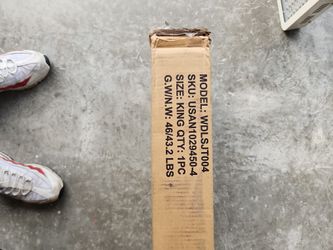 MODEL: WDLSJT004
SKU: USAN1029450-4
SIZE: KING QTY: 1PC
G.W/N.W: 46/43.2 LBS